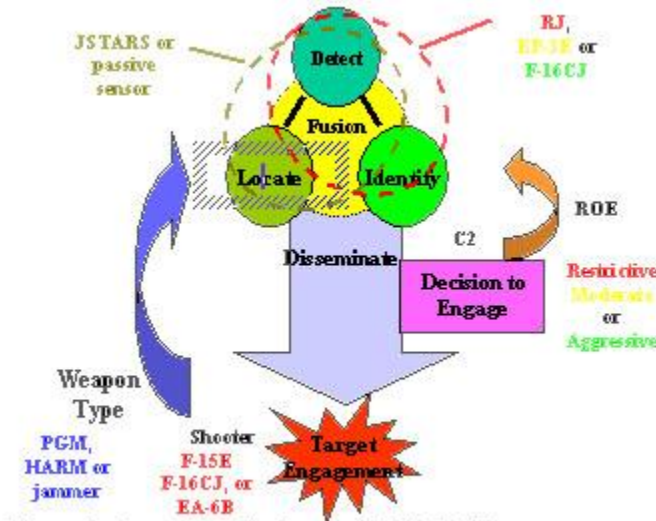 JSTARS or
passive
sensor
Detect
RJ,
EP-3E or
F-16CJ
Fusion
Locate
Identify
ROE
C2
Disseminate
Decision to
Engage
Restrictive
Moderate
or
Aggressive
Weapon
Type
PGM,
HARM or
jammer
Shooter
F-15E
F-16CJ, or
EA-6B
Target
Engagement